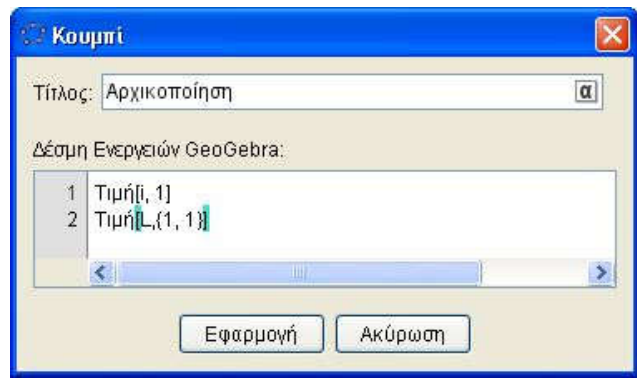 Κουμπί
Τίτλος: Αρχικοποίηση α
Δέσμη Ενεργειών GeoGebra:
1 Τιμή[i, 1]
2 Τιμή[L,{1, 1}]
Εφαρμογή Ακύρωση